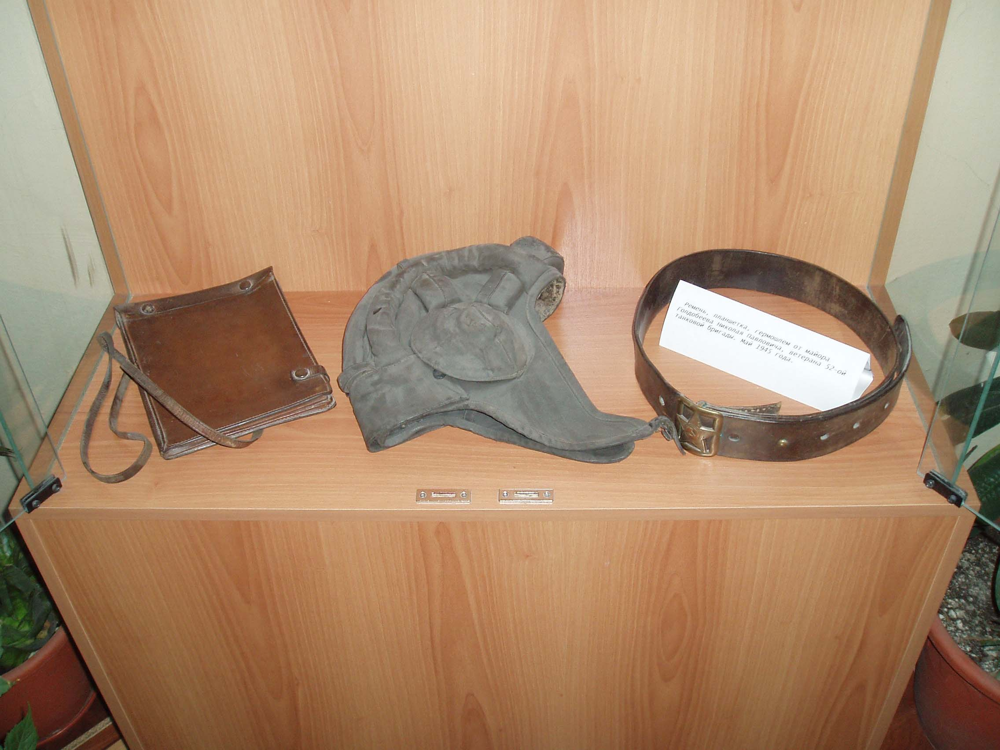 Ремень, планшетка, гермошлем от майора
Голдобеева Николая Павловича, ветерана 52-ой
танковой бригады. май 1945 года.